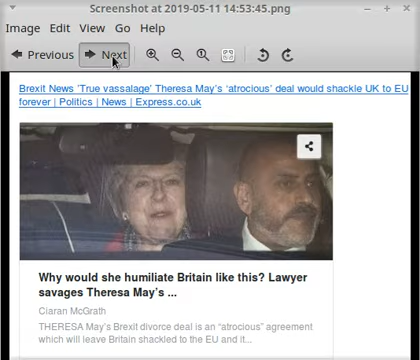 Screenshot at 2019-05-11 14:53:45.png
Image Edit View Go Help
Previous Next
Brexit News 'True vassalage' Theresa May's 'atrocious' deal would shackle UK to EU
forever | Politics | News | Express.co.uk
Why would she humiliate Britain like this? Lawyer
savages Theresa May's ...
Ciaran McGrath
THERESA May's Brexit divorce deal is an “atrocious” agreement
which will leave Britain shackled to the EU and it...